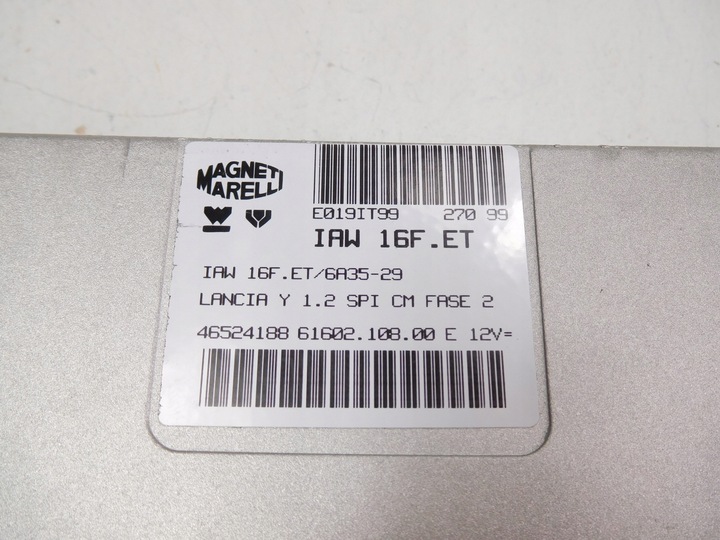 MAGNETI
MARELLI
E019IT99 270 99
IAW 16F.ET
IAW 16F.ET/6A35-29
LANCIA Y 1.2 SPI CM FASE 2
46524188 61602.108.00 E 12V=